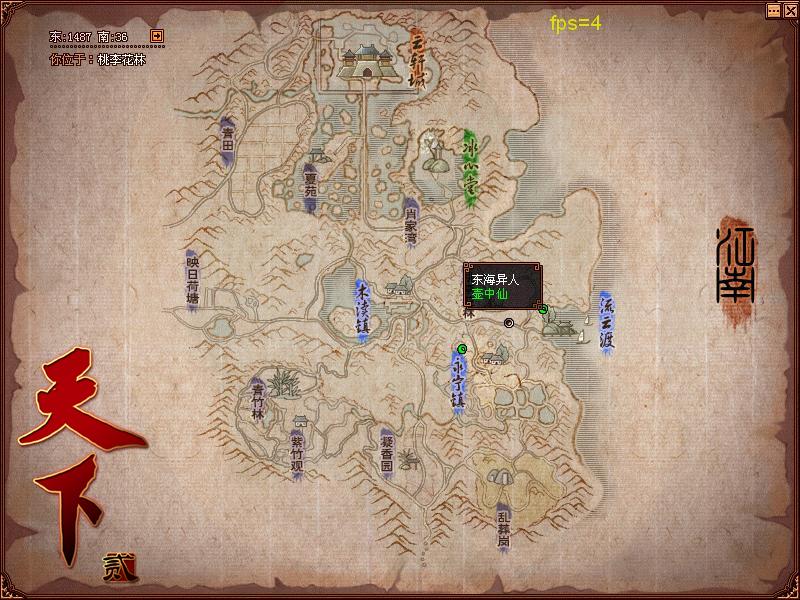 fps=4
东:1487 南:36
你位于：桃李花林
云轩城
青田
夏苑
冰心堂
肖家湾
映日荷塘
木渎镇
东海异人
壶中仙
林
流云渡
江南
永宁镇
青竹林
紫竹观
凝香园
乱葬岗
天下
贰